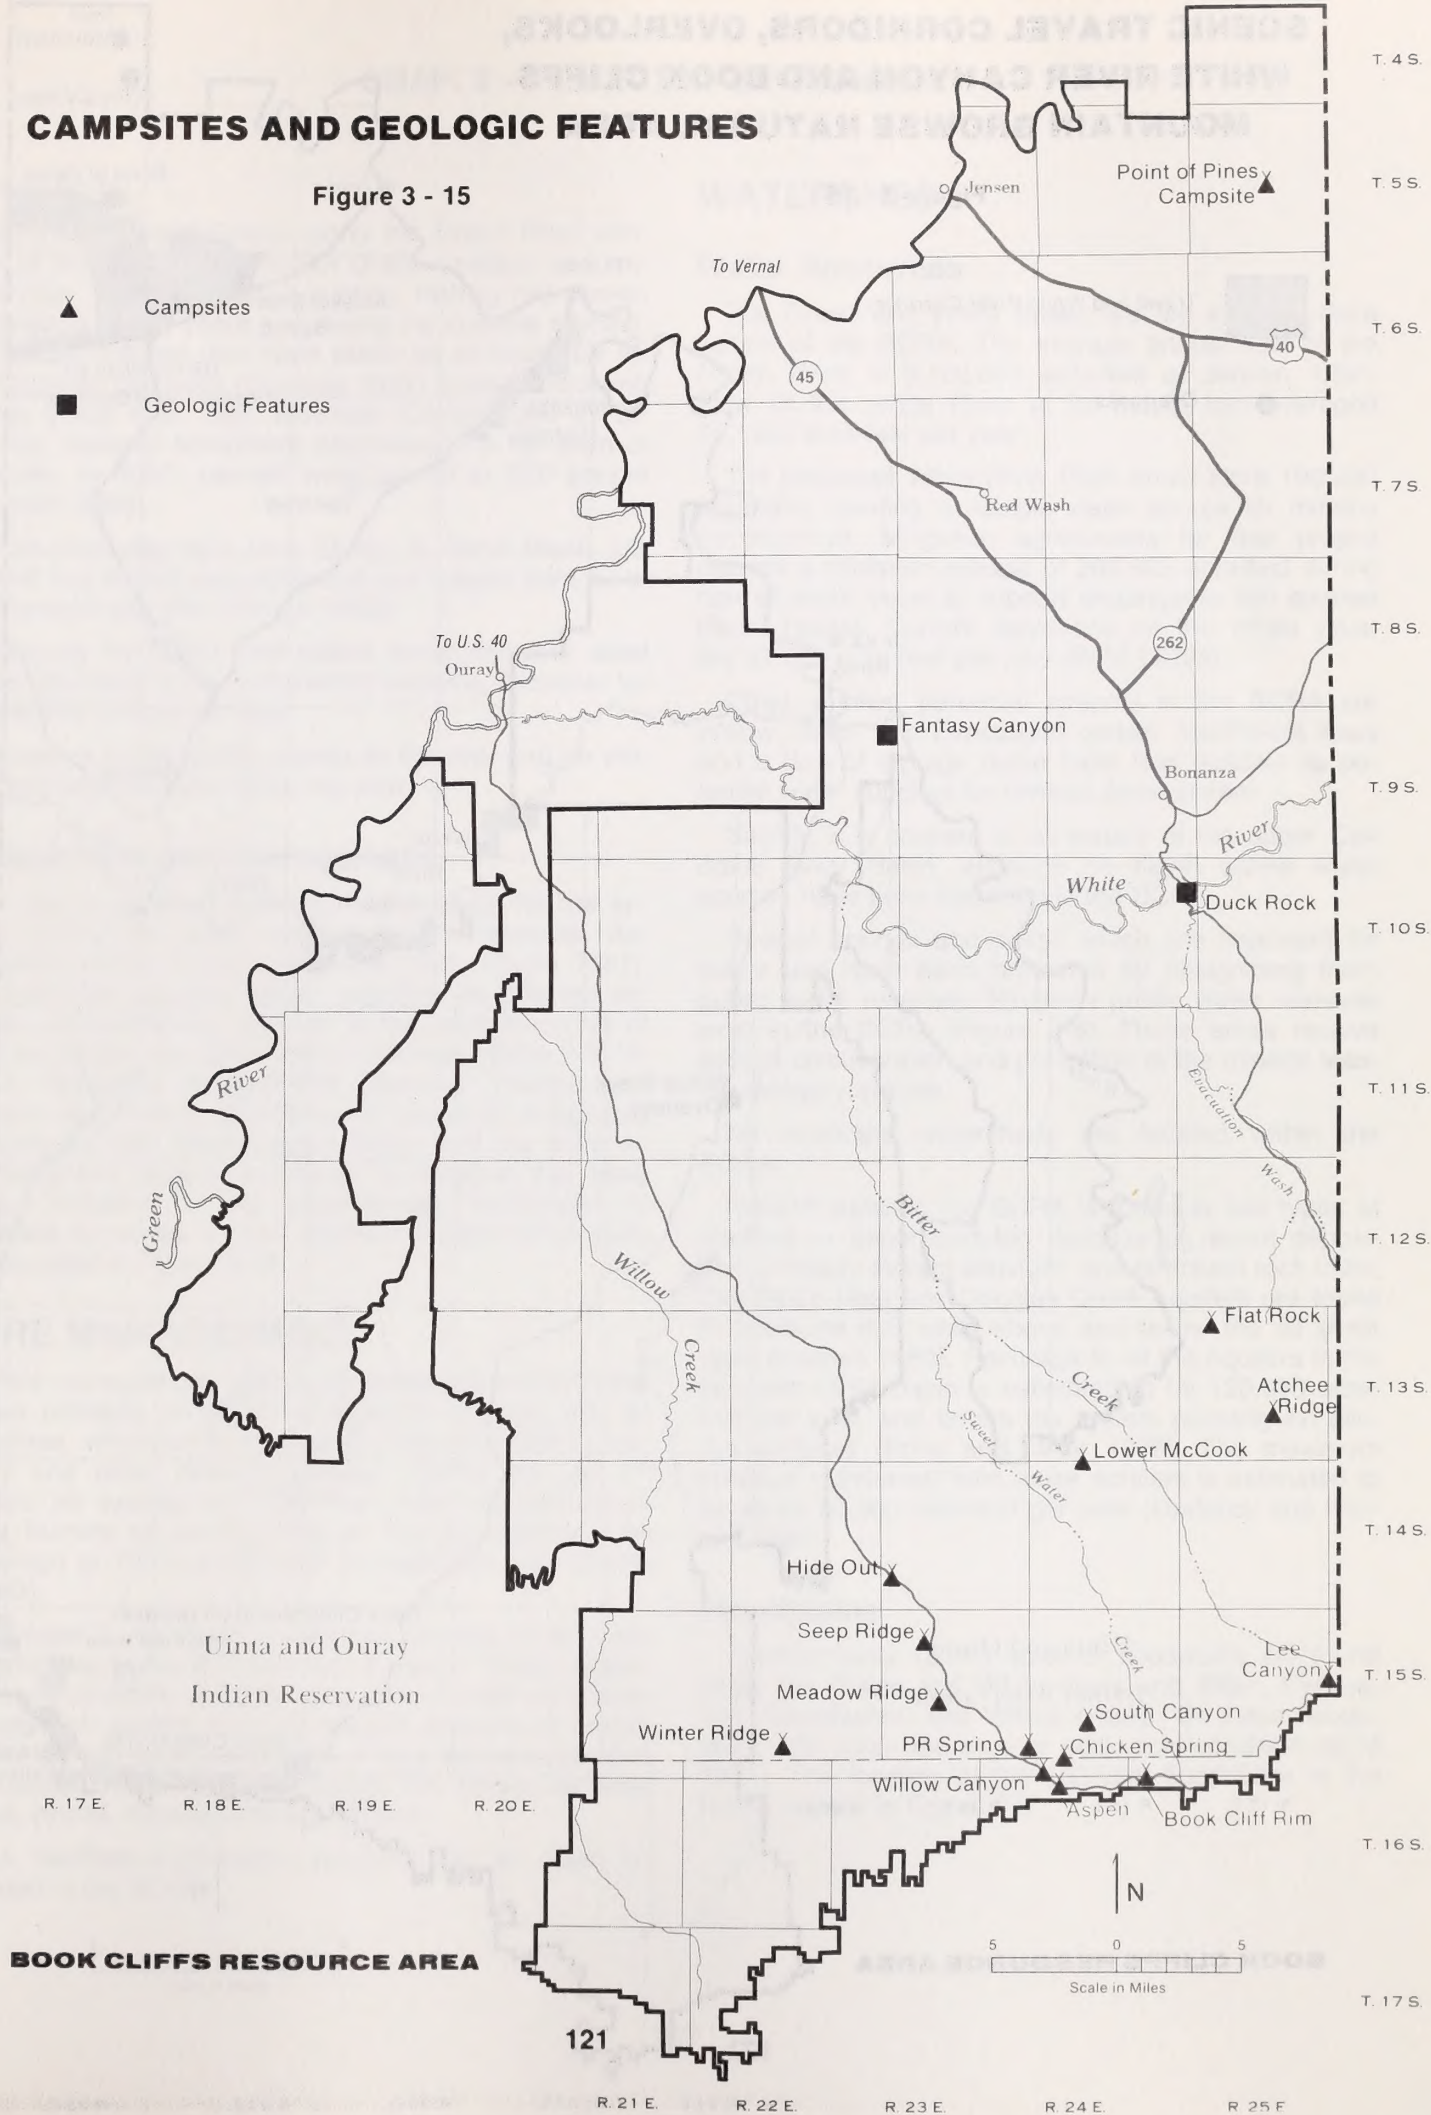 CAMPSITES AND GEOLOGIC FEATURES
Figure 3 - 15
Campsites
Geologic Features
T. 4 S.
T. 5 S.
T. 6 S.
T. 7 S.
T. 8 S.
T. 9 S.
T. 10 S.
T. 11 S.
T. 12 S.
T. 13 S.
T. 14 S.
T. 15 S.
T. 16 S.
T. 17 S.
Point of Pines
Campsite
Jensen
To Vernal
40
45
Red Wash
262
To U.S. 40
Ouray
Fantasy Canyon
Bonanza
River
White
Duck Rock
River
Green
Evacuation
Wash
Bitter
Creek
Willow
Creek
Flat Rock
Atchee
Ridge
Sweet
Water
Creek
Lower McCook
Hide Out
Seep Ridge
Meadow Ridge
Winter Ridge
PR Spring
Lee
Canyon
South Canyon
Chicken Spring
Willow Canyon
Aspen
Book Cliff Rim
Uinta and Ouray
Indian Reservation
R. 17 E.
R. 18 E.
R. 19 E.
R. 20 E.
N
5 0 5
Scale in Miles
BOOK CLIFFS RESOURCE AREA
121
R. 21 E.
R. 22 E.
R. 23 E.
R. 24 E.
R. 25 E